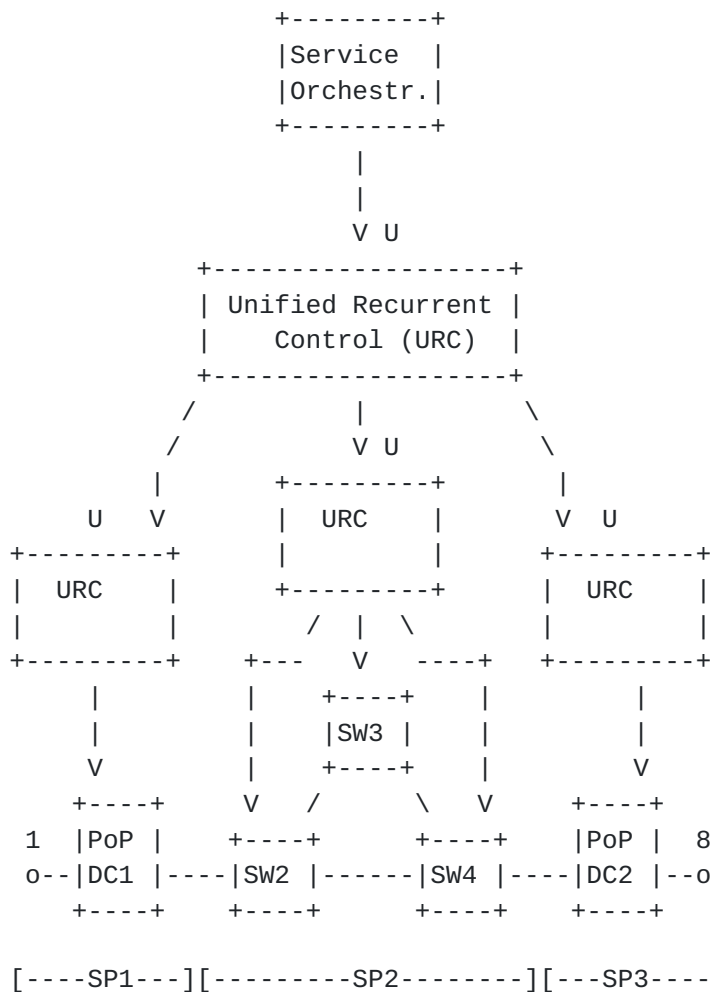 +---------+
                 |Service  |
                 |Orchestr.|
                 +---------+
                      |
                      |
                      V U
            +-------------------+
            | Unified Recurrent |
            |    Control (URC)  |
            +-------------------+
           /          |          \
          /           V U         \
         |       +---------+       |
     U   V       |  URC    |       V  U
+---------+      |         |      +---------+
|  URC    |      +---------+      |  URC    |
|         |        /  |  \        |         |
+---------+    +---   V   ----+   +---------+
     |         |    +----+    |         |
     |         |    |SW3 |    |         |
     V         |    +----+    |         V
    +----+     V   /      \   V     +----+
 1  |PoP |    +----+     +----+     |PoP |  8
 o--|DC1 |----|SW2 |------|SW4 |----|DC2 |--o
    +----+    +----+     +----+     +----+
[----SP1---][---------SP2--------][---SP3----